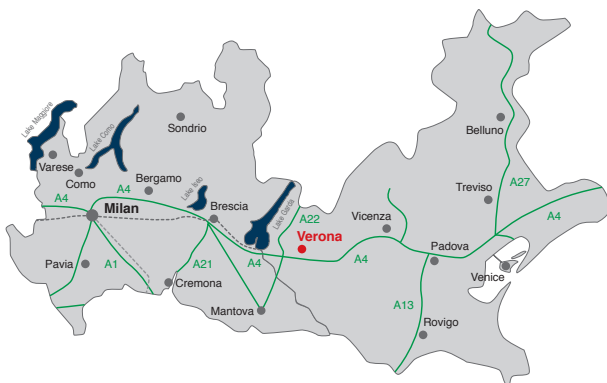 Lake Maggiore
Lake Como
Sondrio
Belluno
Varese
Como
Bergamo
Lake Iseo
A4
A4
Milan
Brescia
Lake Garda
A22
Vicenza
Treviso
A27
A4
Verona
Pavia
A1
A21
A4
A4
Padova
Venice
Cremona
Mantova
A13
Rovigo